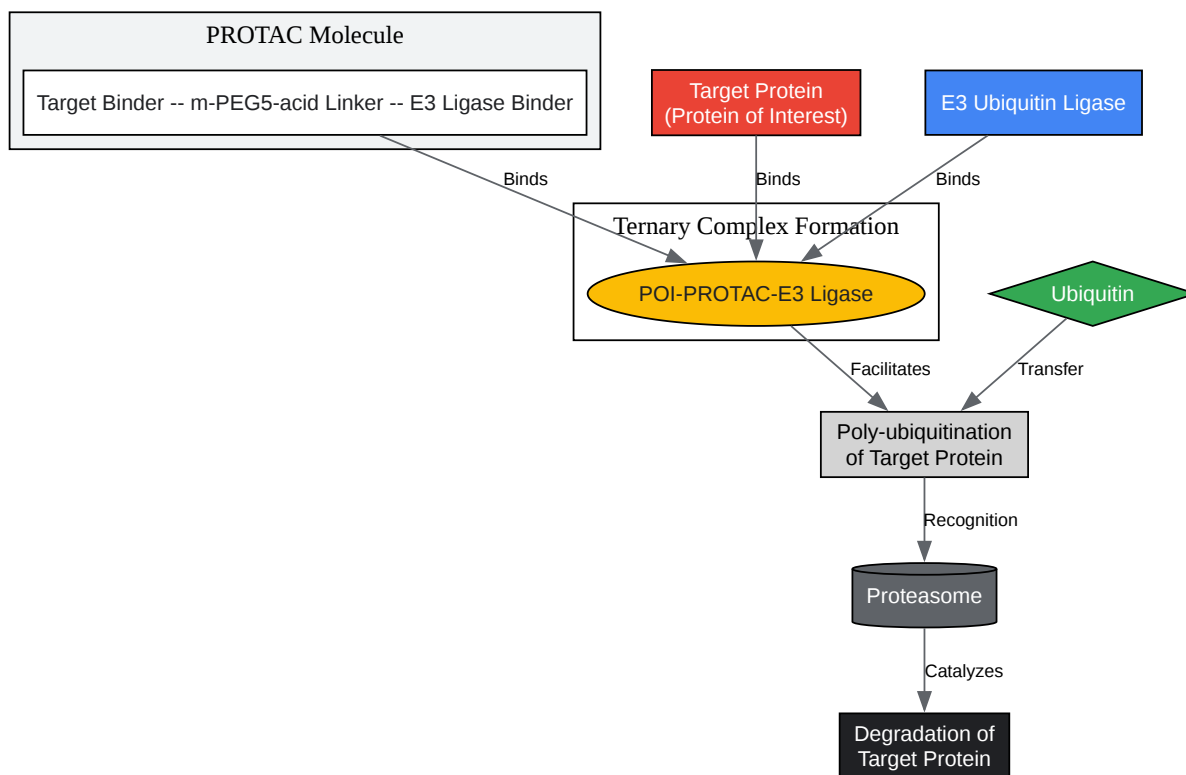 PROTAC Molecule
Target Binder -- m-PEG5-acid Linker -- E3 Ligase Binder
Target Protein
(Protein of Interest)
E3 Ubiquitin Ligase
Binds
Binds
Binds
Ternary Complex Formation
POI-PROTAC-E3 Ligase
Ubiquitin
Facilitates
Transfer
Poly-ubiquitination
of Target Protein
Recognition
Proteasome
Catalyzes
Degradation of
Target Protein